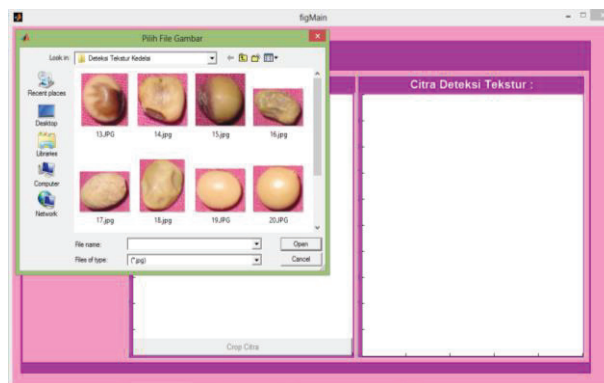 figMain
Pilih File Gambar
Look in:
Deteksi Tekstur Kedelai
Recent places
Desktop
Libraries
Computer
Network
13.JPG
14.jpg
15.jpg
16.jpg
17.jpg
18.jpg
19.JPG
20.JPG
File name:
Open
Files of type:
(*.jpg)
Cancel
Citra Deteksi Tekstur :
Crop Citra